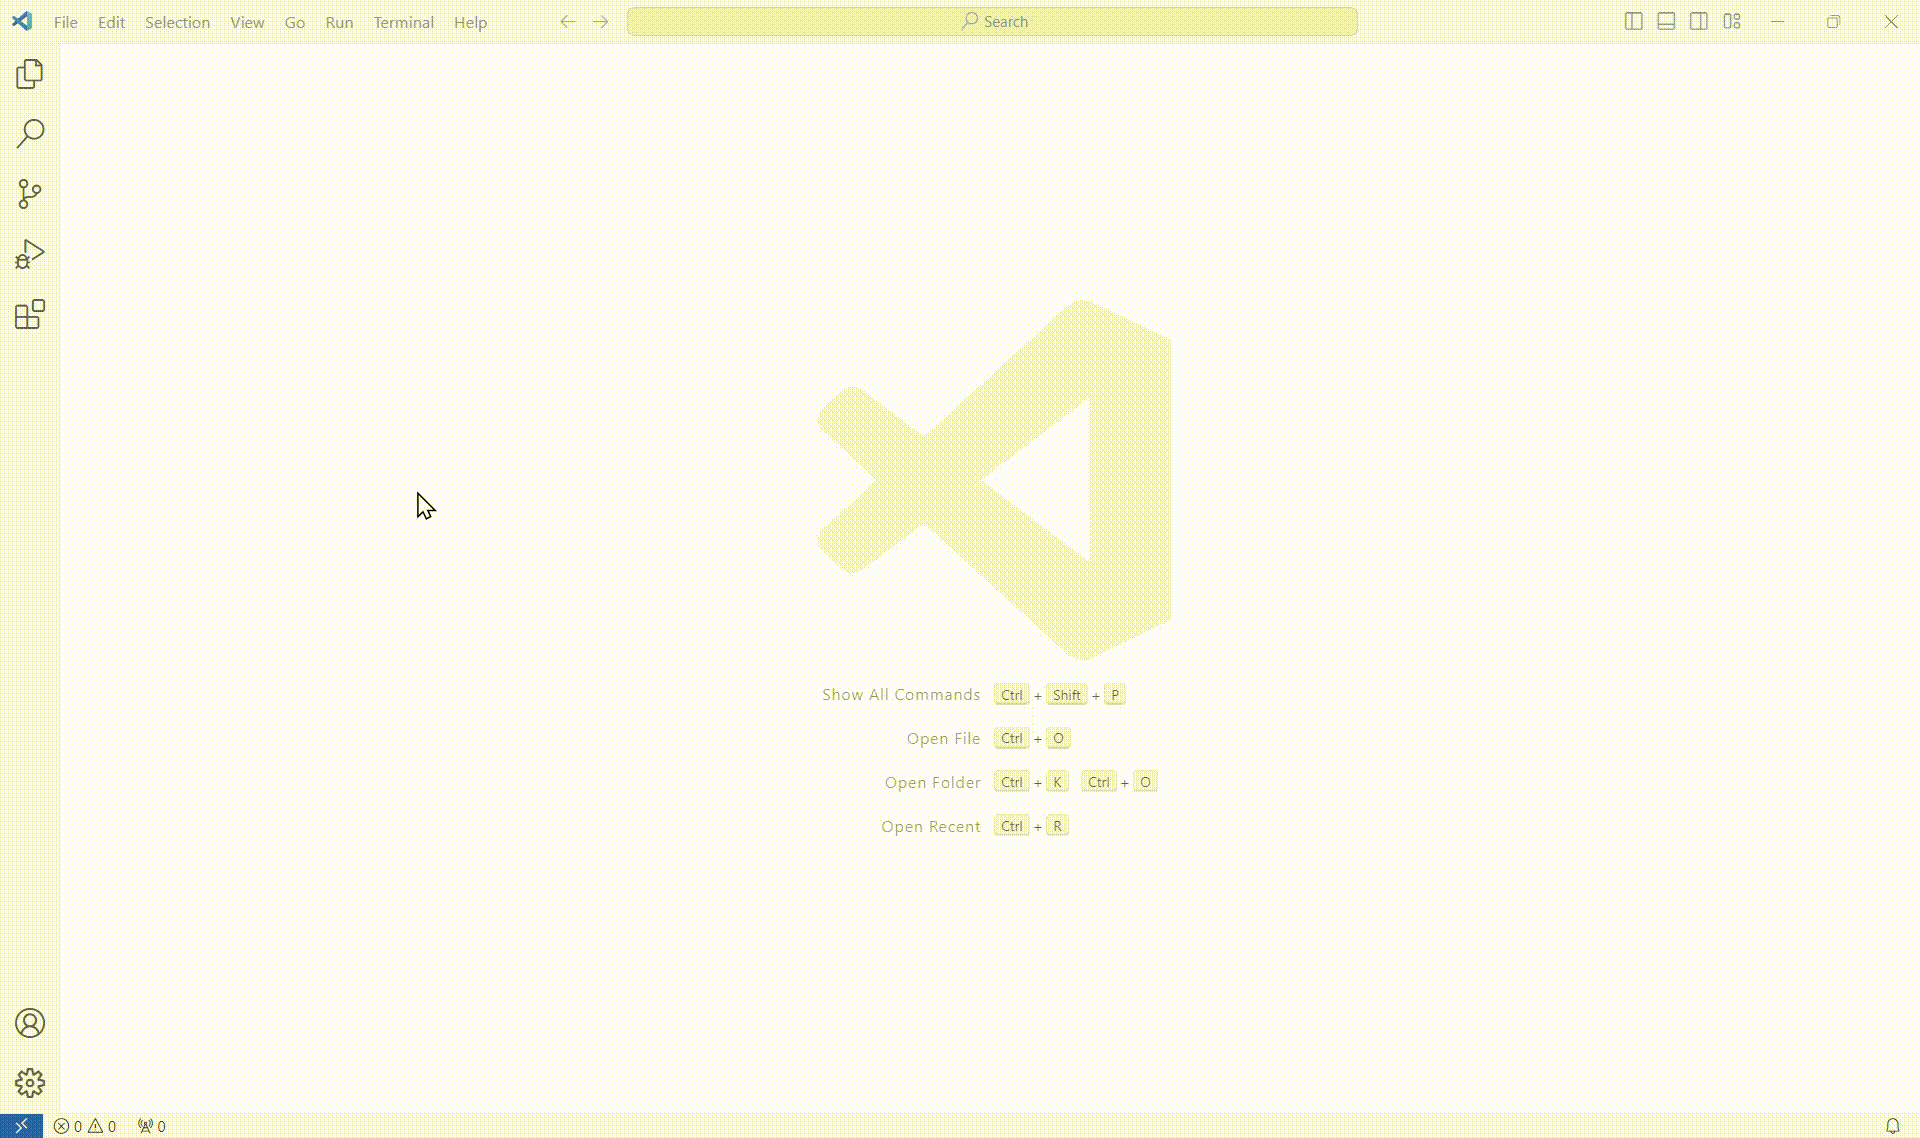 File Edit Selection View Go Run Terminal Help Search
Show All Commands Ctrl + Shift + P
Open File Ctrl + O
Open Folder Ctrl + K Ctrl + O
Open Recent Ctrl + R
0 0 0